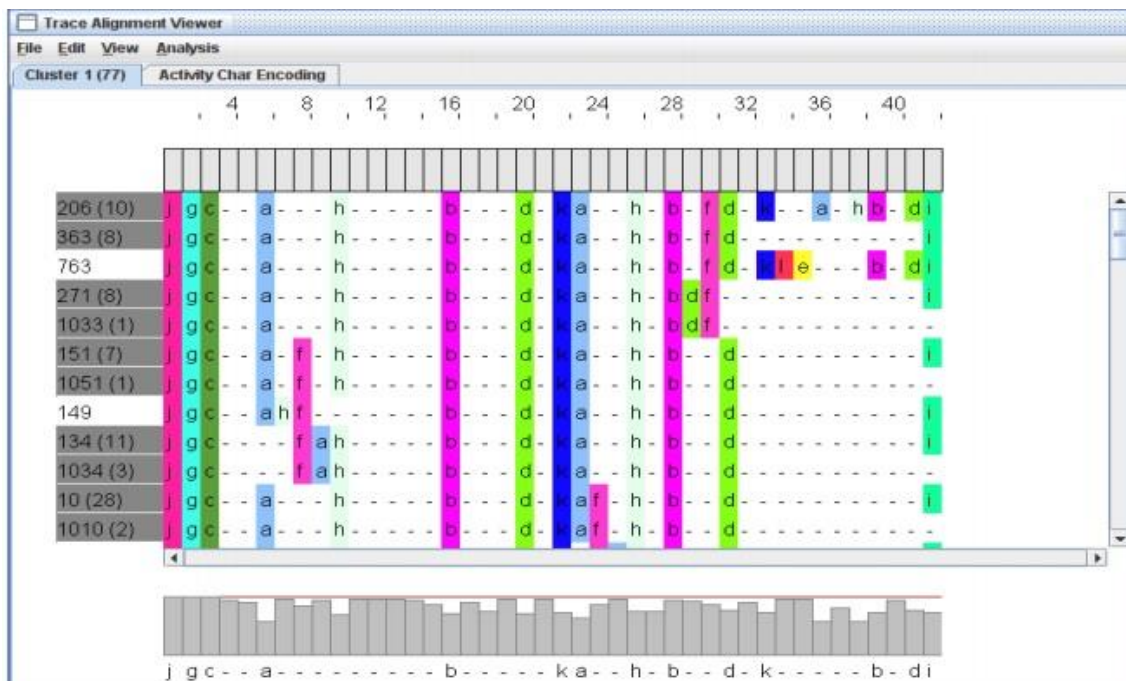 Trace Alignment Viewer
File Edit View Analysis
Cluster 1 (77) Activity Char Encoding
4 8 12 16 20 24 28 32 36 40
206 (10) j g c - - a - - - h - - - - - b - - - d - k a - - h - b - f d - k - - a - h b - d i
363 (8) j g c - - a - - - h - - - - - b - - - d - k a - - h - b - f d - - - - - - - - - - i
763 j g c - - a - - - h - - - - - b - - - d - k a - - h - b - f d - k l e - - - b - d i
271 (8) j g c - - a - - - h - - - - - b - - - d - k a - - h - b d f - - - - - - - - - - - i
1033 (1) j g c - - a - - - h - - - - - b - - - d - k a - - h - b d f - - - - - - - - - - - -
151 (7) j g c - - a - f - h - - - - - b - - - d - k a - - h - b - - d - - - - - - - - - - i
1051 (1) j g c - - a - f - h - - - - - b - - - d - k a - - h - b - - d - - - - - - - - - - -
149 j g c - - a h f - - - - - - - b - - - d - k a - - h - b - - d - - - - - - - - - - i
134 (11) j g c - - - - f a h - - - - - b - - - d - k a - - h - b - - d - - - - - - - - - - i
1034 (3) j g c - - - - f a h - - - - - b - - - d - k a - - h - b - - d - - - - - - - - - - -
10 (28) j g c - - a - - - h - - - - - b - - - d - k a f - h - b - - d - - - - - - - - - - i
1010 (2) j g c - - a - - - h - - - - - b - - - d - k a f - h - b - - d - - - - - - - - - - -
j g c - - a - - - - - - - - - b - - - - - k a - - h - b - - d - k - - - - - b - d i